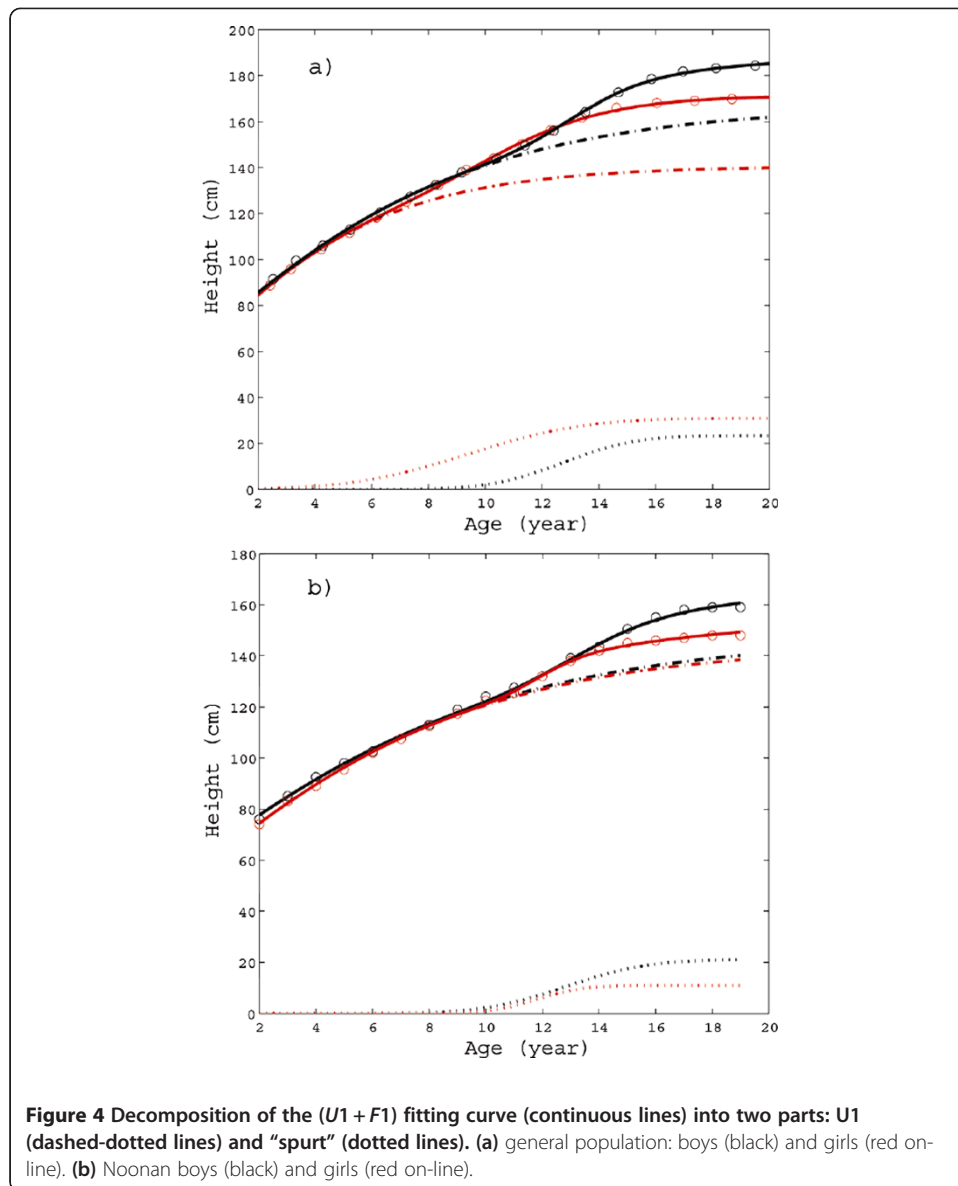 a)
Height (cm)
200
180
160
140
120
100
80
60
40
20
0
2 4 6 8 10 12 14 16 18 20
Age (year)
b)
Height (cm)
180
160
140
120
100
80
60
40
20
0
2 4 6 8 10 12 14 16 18 20
Age (year)
Figure 4 Decomposition of the (U1 + F1) fitting curve (continuous lines) into two parts: U1
(dashed-dotted lines) and “spurt” (dotted lines). (a) general population: boys (black) and girls (red on-
line). (b) Noonan boys (black) and girls (red on-line).